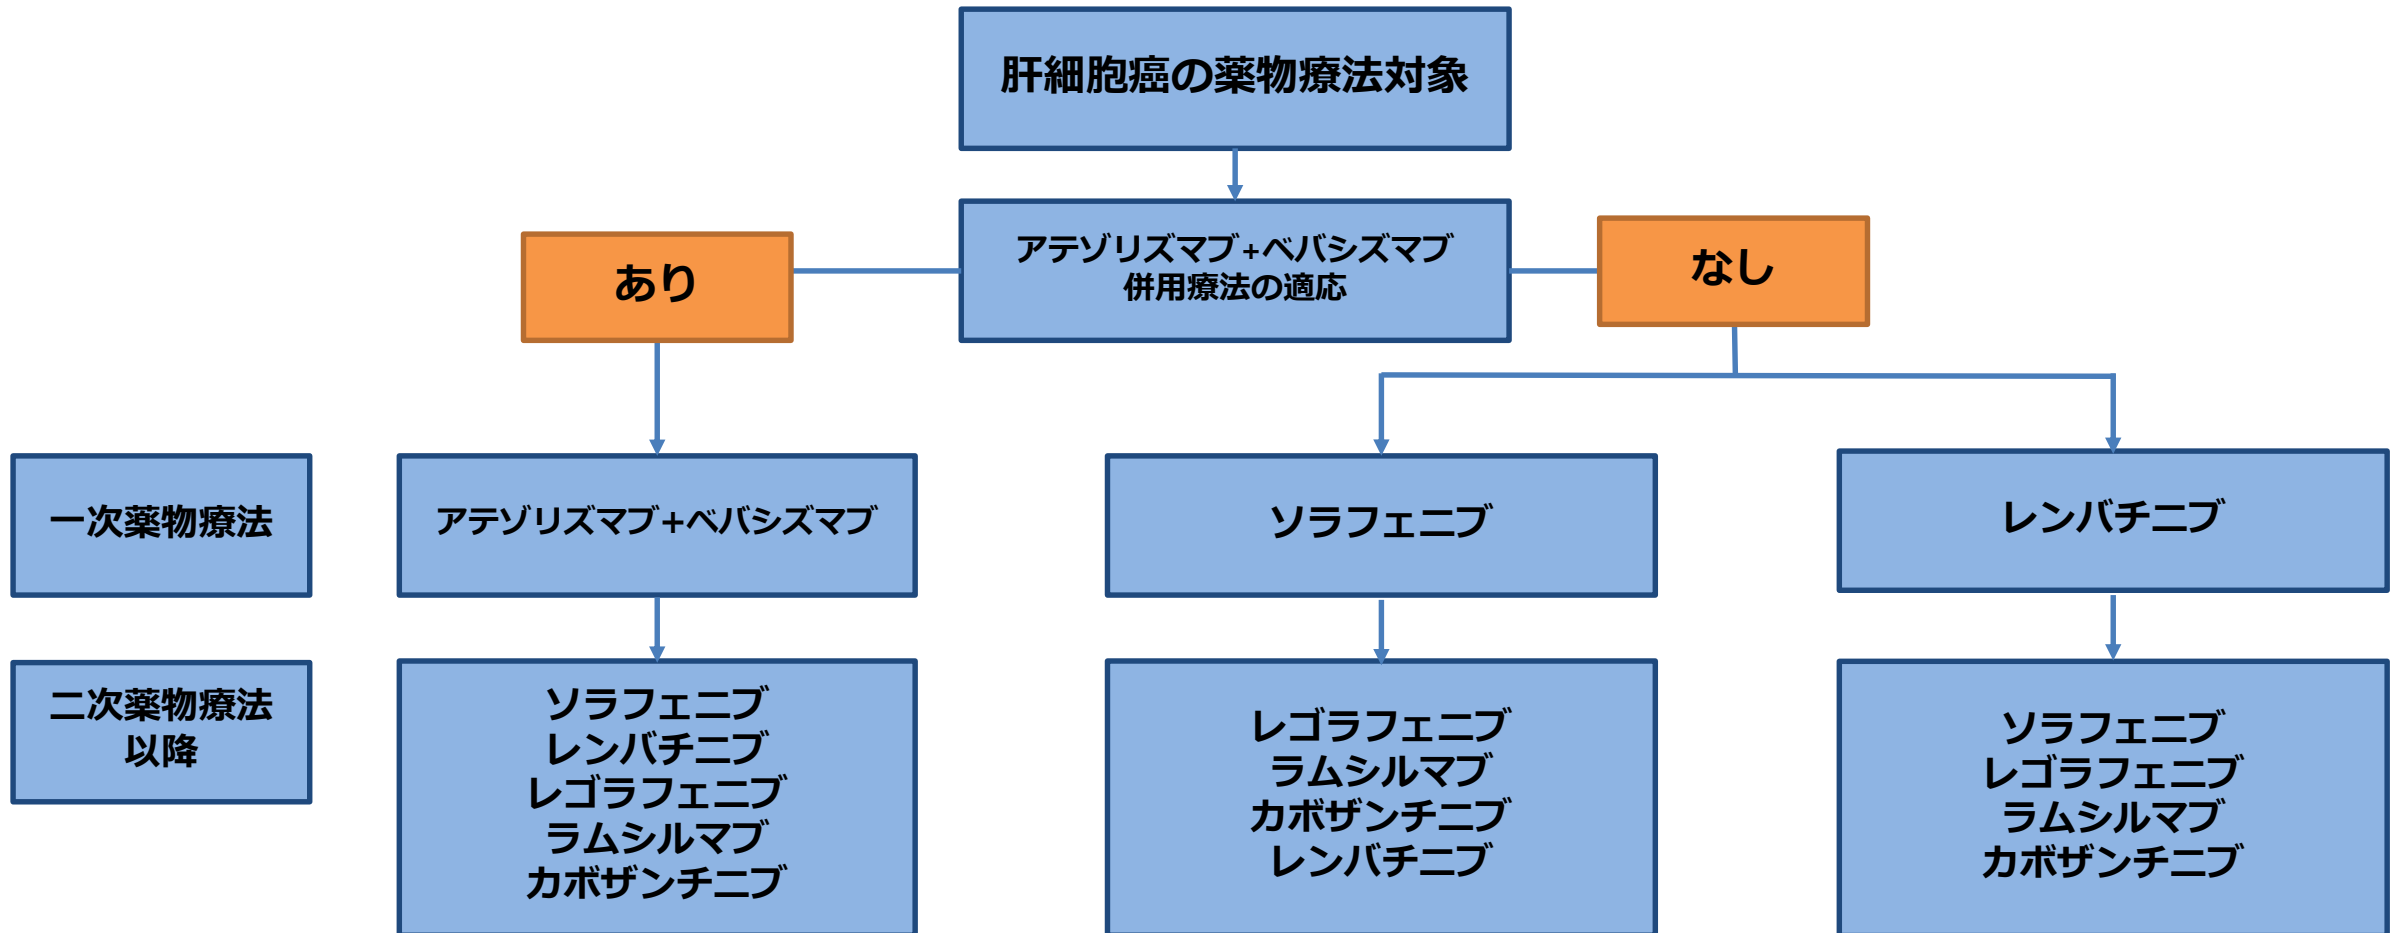 肝細胞癌の薬物療法対象
アテゾリズマブ+ベバシズマブ
併用療法の適応
あり
なし
一次薬物療法
アテゾリズマブ+ベバシズマブ
ソラフェニブ
レンバチニブ
二次薬物療法
以降
ソラフェニブ
レンバチニブ
レゴラフェニブ
ラムシルマブ
カボザンチニブ
レゴラフェニブ
ラムシルマブ
カボザンチニブ
レンバチニブ
ソラフェニブ
レゴラフェニブ
ラムシルマブ
カボザンチニブ